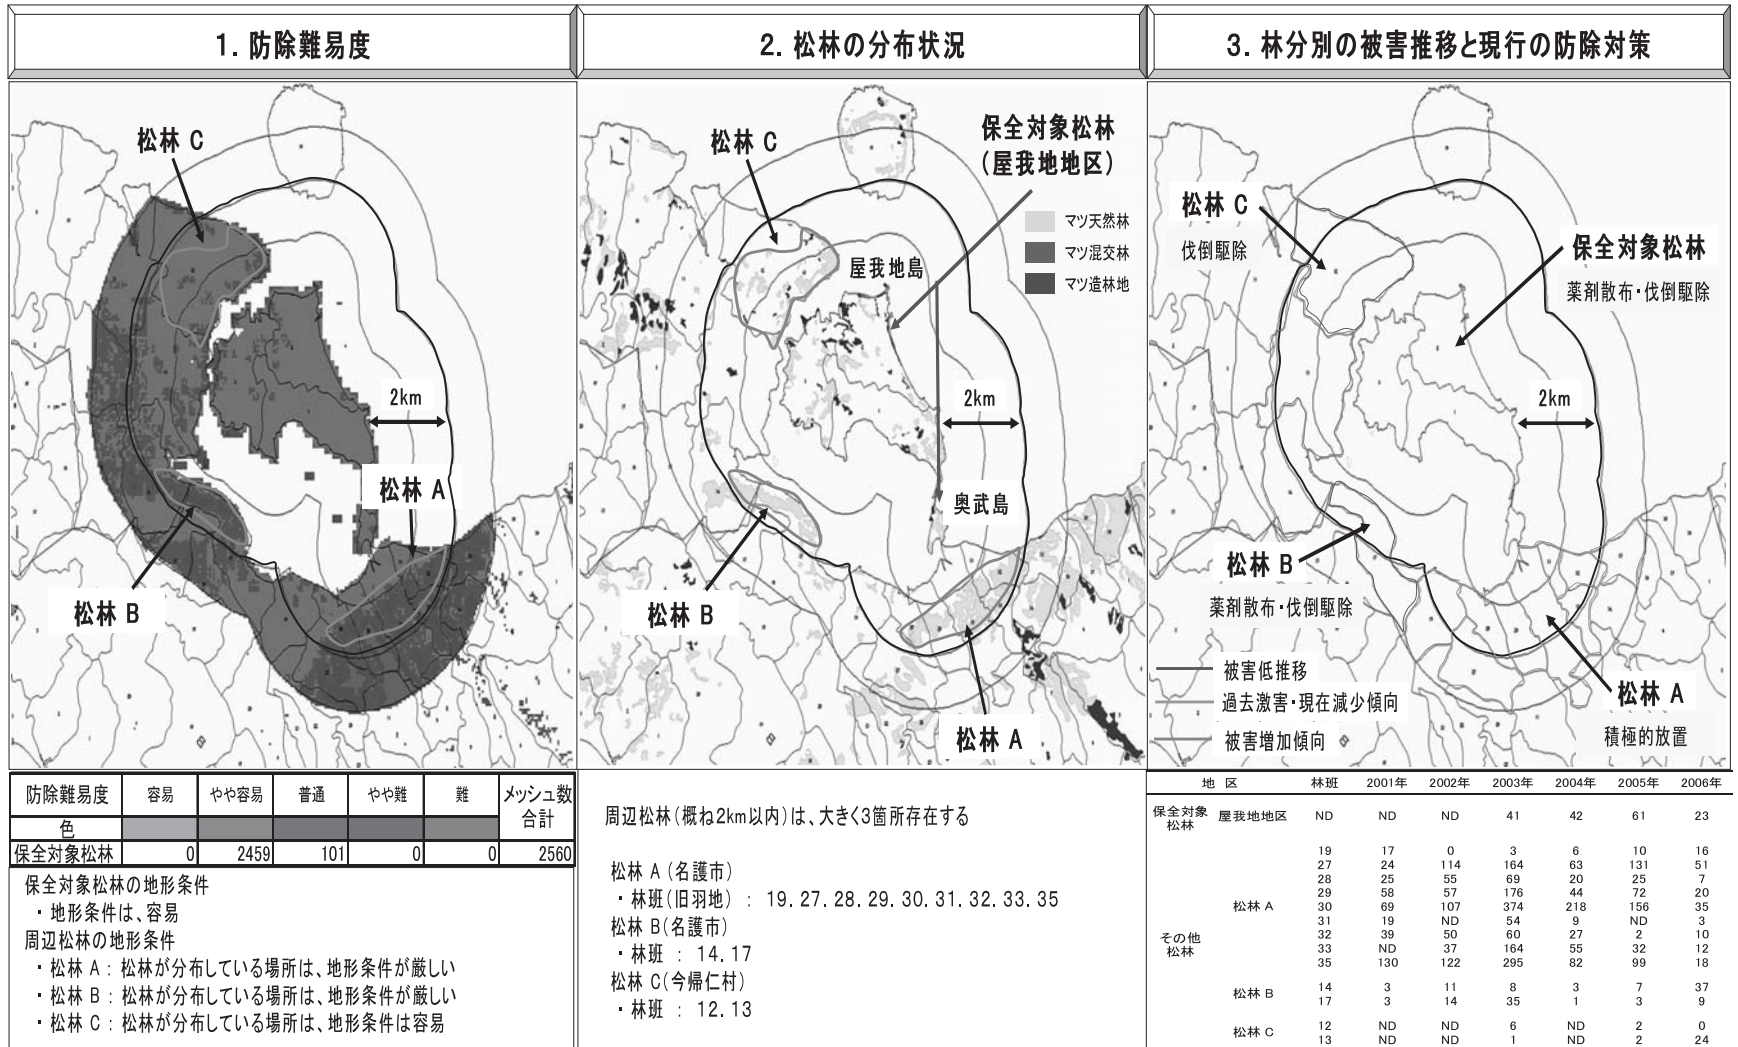 1. 防除難易度
松林 C
2km
松林 A
松林 B
防除難易度 容易 やや容易 普通 やや難 難 メッシュ数合計
色
保全対象松林 0 2459 101 0 0 2560
保全対象松林の地形条件
・地形条件は、容易
周辺松林の地形条件
・松林 A : 松林が分布している場所は、地形条件が厳しい
・松林 B : 松林が分布している場所は、地形条件が厳しい
・松林 C : 松林が分布している場所は、地形条件は容易
2. 松林の分布状況
松林 C
保全対象松林
(屋我地地区)
マツ天然林
マツ混交林
マツ造林地
屋我地島
2km
奥武島
松林 B
松林 A
周辺松林(概ね2km以内)は、大きく3箇所存在する
松林 A (名護市)
・林班(旧羽地) : 19. 27. 28. 29. 30. 31. 32. 33. 35
松林 B(名護市)
・林班 : 14. 17
松林 C(今帰仁村)
・林班 : 12. 13
3. 林分別の被害推移と現行の防除対策
松林 C
伐倒駆除
保全対象松林
薬剤散布・伐倒駆除
2km
松林 B
薬剤散布・伐倒駆除
被害低推移
過去激害・現在減少傾向
被害増加傾向
松林 A
積極的放置
地 区 林班 2001年 2002年 2003年 2004年 2005年 2006年
保全対象松林 屋我地地区 ND ND ND 41 42 61 23
その他松林
松林 A
19 17 0 3 6 10 16
27 24 114 164 63 131 51
28 25 55 69 20 25 7
29 58 57 176 44 72 20
30 69 107 374 218 156 35
31 19 ND 54 9 ND 3
32 39 50 60 27 2 10
33 ND 37 164 55 32 12
35 130 122 295 82 99 18
松林 B
14 3 11 8 3 7 37
17 3 14 35 1 3 9
松林 C
12 ND ND 6 ND 2 0
13 ND ND 1 ND 2 24